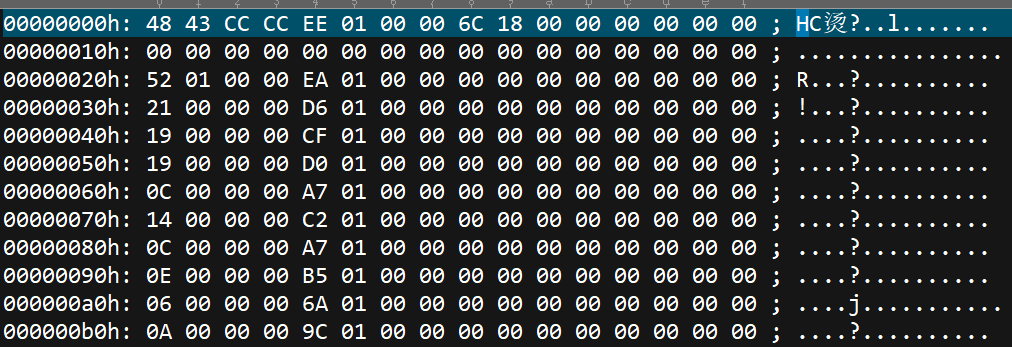 00000000h: 48 43 CC CC EE 01 00 00 6C 18 00 00 00 00 00 00 ; HC烫?..l.......
00000010h: 00 00 00 00 00 00 00 00 00 00 00 00 00 00 00 00 ; ................
00000020h: 52 01 00 00 EA 01 00 00 00 00 00 00 00 00 00 00 ; R...?..........
00000030h: 21 00 00 00 D6 01 00 00 00 00 00 00 00 00 00 00 ; !...?..........
00000040h: 19 00 00 00 CF 01 00 00 00 00 00 00 00 00 00 00 ; ....?..........
00000050h: 19 00 00 00 D0 01 00 00 00 00 00 00 00 00 00 00 ; ....?..........
00000060h: 0C 00 00 00 A7 01 00 00 00 00 00 00 00 00 00 00 ; ....?..........
00000070h: 14 00 00 00 C2 01 00 00 00 00 00 00 00 00 00 00 ; ....?..........
00000080h: 0C 00 00 00 A7 01 00 00 00 00 00 00 00 00 00 00 ; ....?..........
00000090h: 0E 00 00 00 B5 01 00 00 00 00 00 00 00 00 00 00 ; ....?..........
000000a0h: 06 00 00 00 6A 01 00 00 00 00 00 00 00 00 00 00 ; ....j...........
000000b0h: 0A 00 00 00 9C 01 00 00 00 00 00 00 00 00 00 00 ; ....?..........